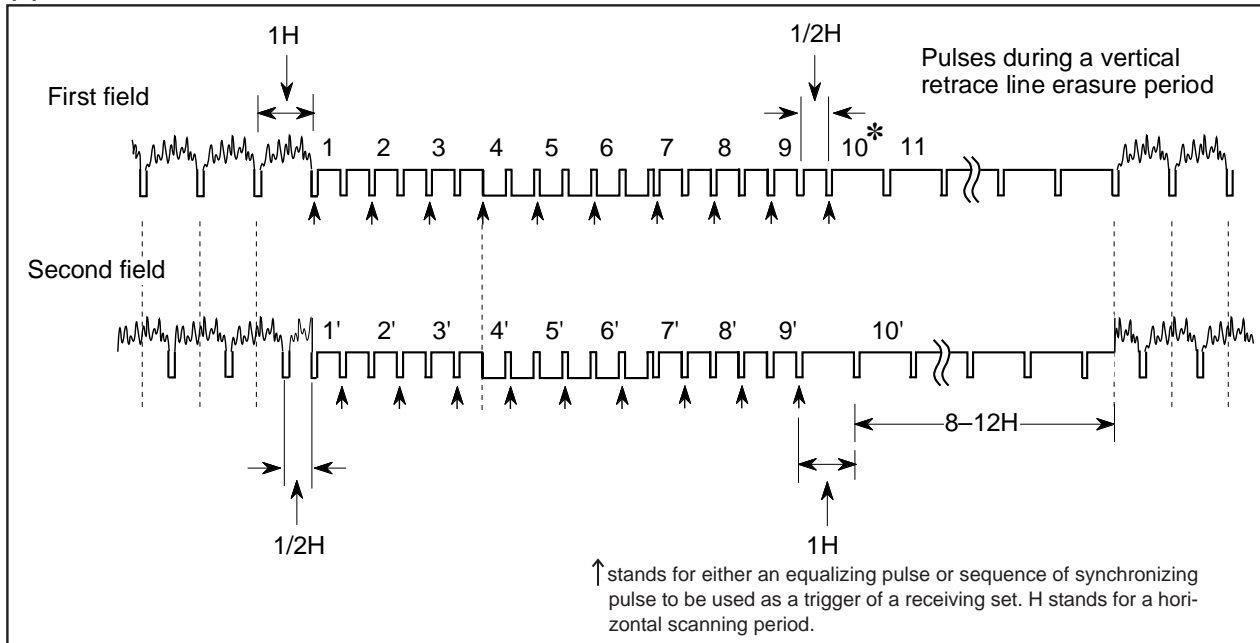 1H
1/2H
Pulses during a vertical
retrace line erasure period
First field
1 2 3 4 5 6 7 8 9 10* 11
Second field
1' 2' 3' 4' 5' 6' 7' 8' 9' 10'
8–12H
1/2H
1H
↑ stands for either an equalizing pulse or sequence of synchronizing
pulse to be used as a trigger of a receiving set. H stands for a hori-
zontal scanning period.